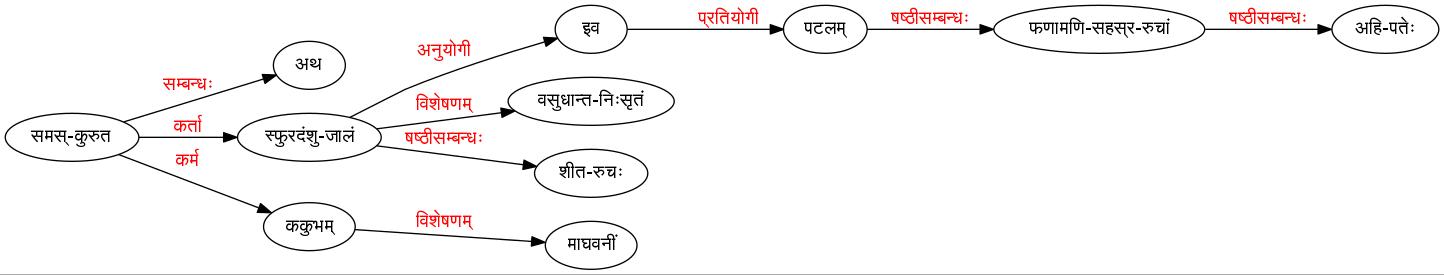 इव
प्रतियोगी
पटलम्
षष्ठीसम्बन्धः
फणामणि-सहस्र-रुचां
षष्ठीसम्बन्धः
अहि-पतेः
अनुयोगी
अथ
सम्बन्धः
विशेषणम्
वसुधान्त-निःसृतं
समस्-कुरुत
कर्ता
स्फुरदंशु-जालं
षष्ठीसम्बन्धः
शीत-रुचः
कर्म
ककुभम्
विशेषणम्
माघवनीं